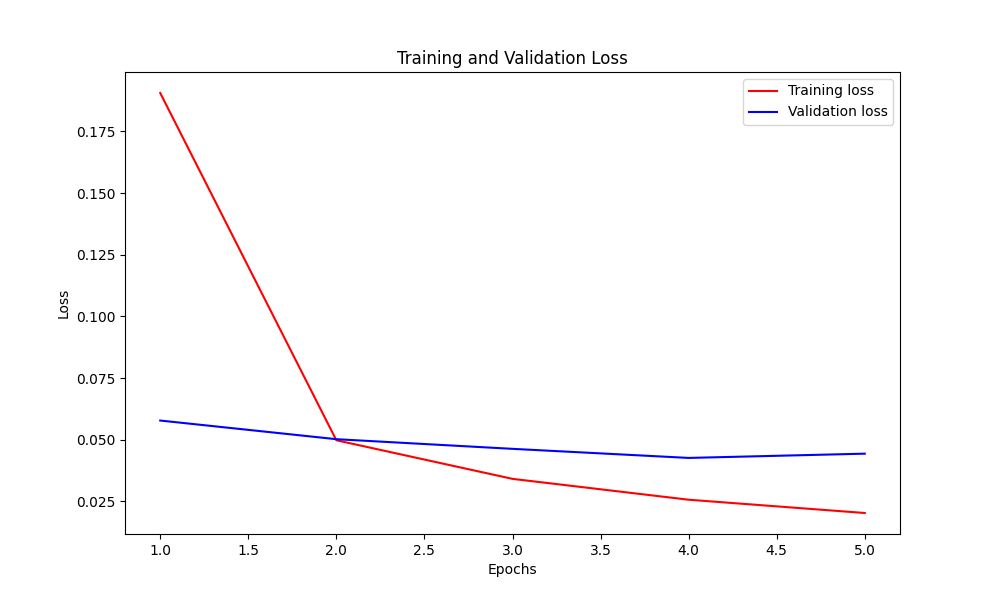 Training and Validation Loss
Training loss
Validation loss
0.175
0.150
0.125
0.100
0.075
0.050
0.025
Loss
1.0 1.5 2.0 2.5 3.0 3.5 4.0 4.5 5.0
Epochs